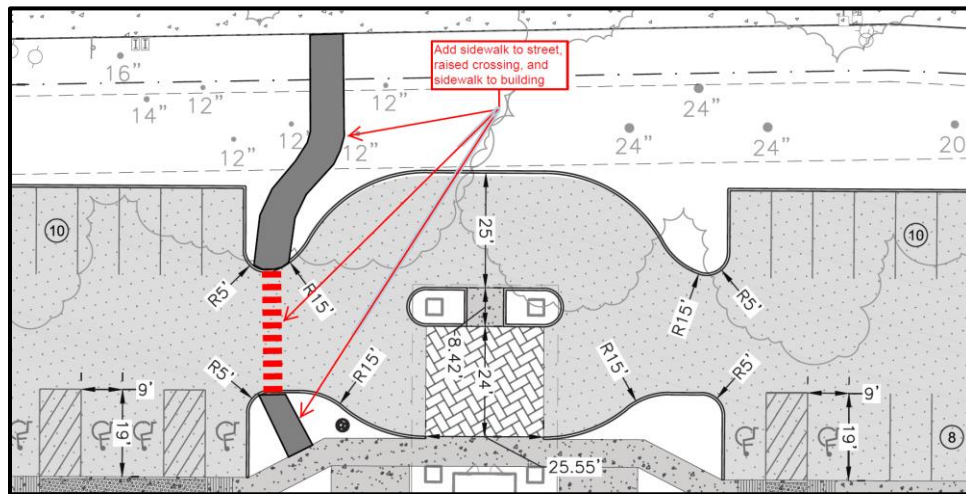 Add sidewalk to street,
raised crossing, and
sidewalk to building
16"
14"
12"
12"
12"
12"
12"
24"
24"
24"
20
10
10
25'
R5'
R15'
R15'
R5'
8.42'
24'
R5'
R15'
R15'
R5'
9'
19'
9'
19'
8
25.55'